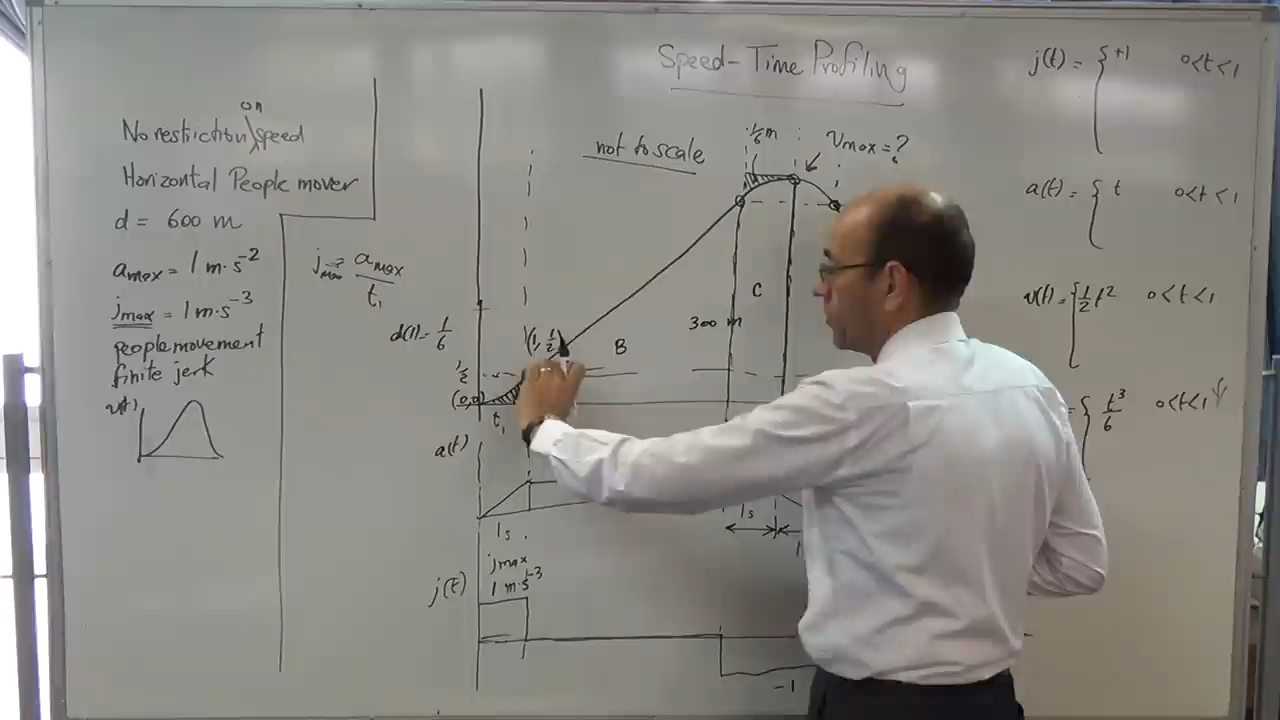 Speed-Time Profiling
on
No restriction speed
Horizontal People mover
d = 600 m
amax = 1 m·s⁻²
jmax = 1 m·s⁻³
people movement
finite jerk
v(t)
jmax = amax/t₁
not to scale
1/6 m
vmax = ?
C
300 m
B
d(1) = 1/6
(1, 1/2)
1/2
(0,0)
t₁
a(t)
1s
1s
1
j(t)
jmax
1 m·s⁻³
-1
j(t) = { +1 0<t<1
a(t) = { t 0<t<1
v(t) = { 1/2 t² 0<t<1
= { t³/6 0<t<1